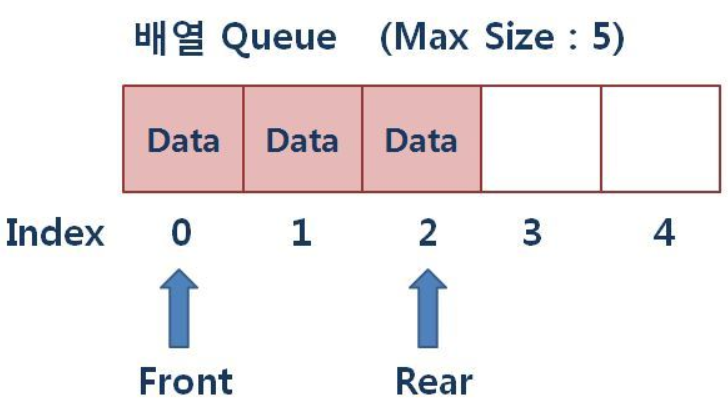 배열 Queue (Max Size : 5)
Data Data Data
Index 0 1 2 3 4
Front Rear